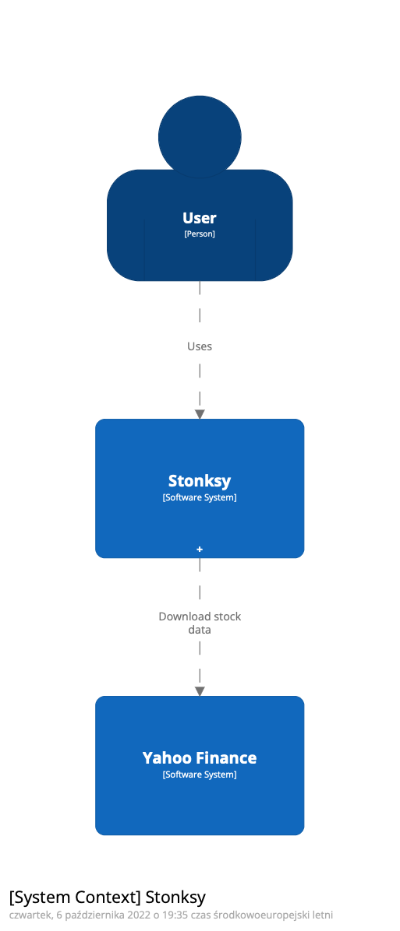 User
[Person]
Uses
Stonksy
[Software System]
+
Download stock
data
Yahoo Finance
[Software System]
[System Context] Stonksy
czwartek, 6 października 2022 o 19:35 czas środkowoeuropejski letni